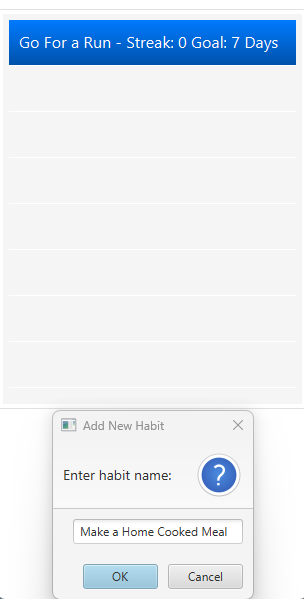 Go For a Run - Streak: 0 Goal: 7 Days
Add New Habit
Enter habit name:
?
Make a Home Cooked Meal
OK
Cancel